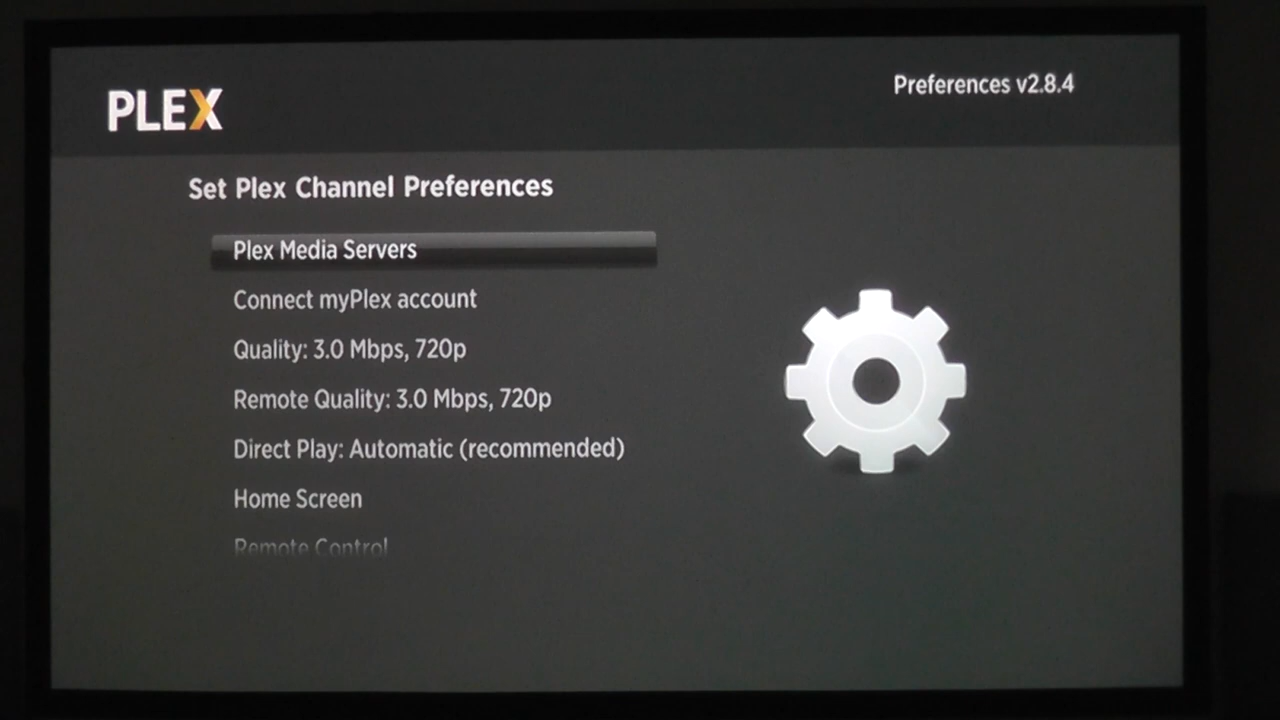 PLEX
Preferences v2.8.4
Set Plex Channel Preferences
Plex Media Servers
Connect myPlex account
Quality: 3.0 Mbps, 720p
Remote Quality: 3.0 Mbps, 720p
Direct Play: Automatic (recommended)
Home Screen
Remote Control